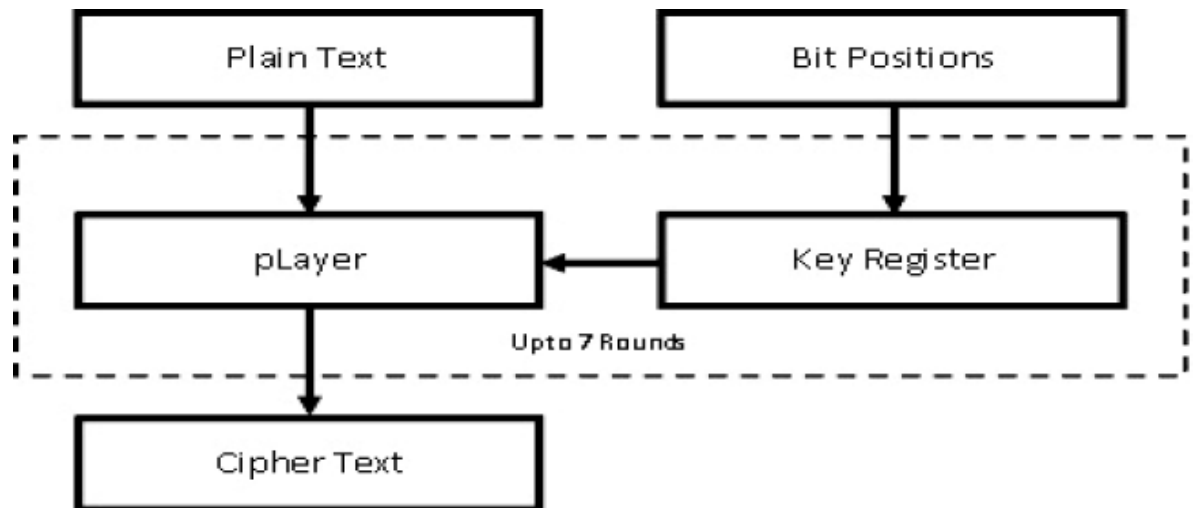 Plain Text
Bit Positions
pLayer
Key Register
Upto 7 Rounds
Cipher Text